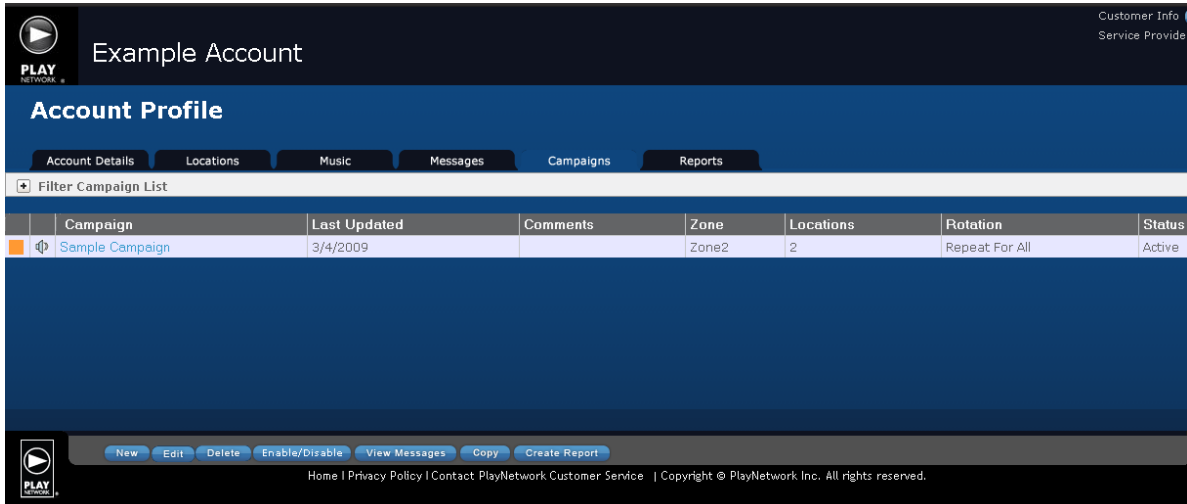 Customer Info
Service Provide
PLAY
NETWORK ®
Example Account
Account Profile
Account Details Locations Music Messages Campaigns Reports
+ Filter Campaign List
Campaign Last Updated Comments Zone Locations Rotation Status
Sample Campaign 3/4/2009 Zone2 2 Repeat For All Active
New Edit Delete Enable/Disable View Messages Copy Create Report
PLAY
NETWORK ®
Home I Privacy Policy I Contact PlayNetwork Customer Service | Copyright © PlayNetwork Inc. All rights reserved.